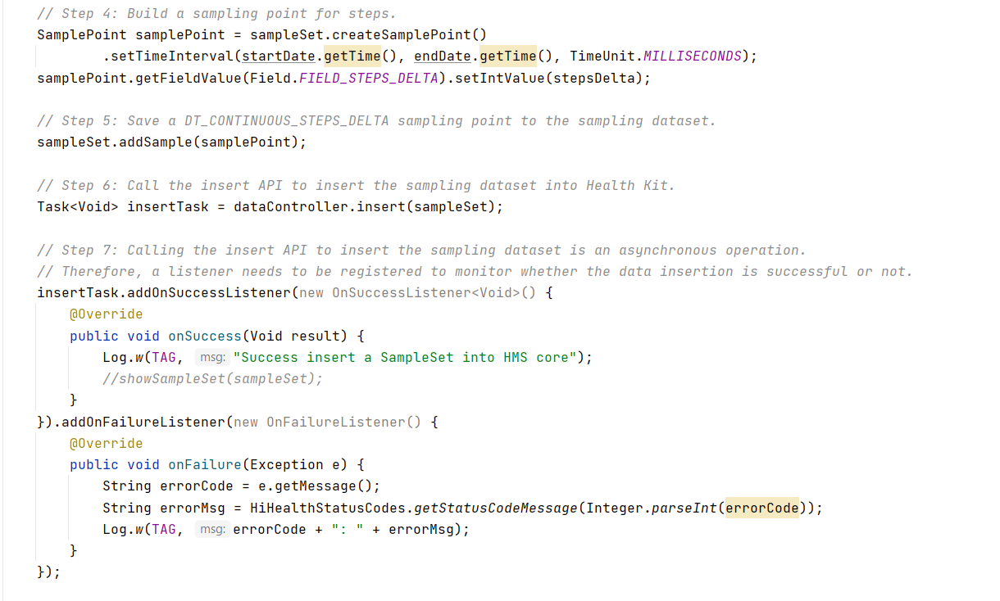 // Step 4: Build a sampling point for steps.
SamplePoint samplePoint = sampleSet.createSamplePoint()
.setTimeInterval(startDate.getTime(), endDate.getTime(), TimeUnit.MILLISECONDS);
samplePoint.getFieldValue(Field.FIELD_STEPS_DELTA).setIntValue(stepsDelta);
// Step 5: Save a DT_CONTINUOUS_STEPS_DELTA sampling point to the sampling dataset.
sampleSet.addSample(samplePoint);
// Step 6: Call the insert API to insert the sampling dataset into Health Kit.
Task<Void> insertTask = dataController.insert(sampleSet);
// Step 7: Calling the insert API to insert the sampling dataset is an asynchronous operation.
// Therefore, a listener needs to be registered to monitor whether the data insertion is successful or not.
insertTask.addOnSuccessListener(new OnSuccessListener<Void>() {
@Override
public void onSuccess(Void result) {
Log.w(TAG, msg: "Success insert a SampleSet into HMS core");
//showSampleSet(sampleSet);
}
}).addOnFailureListener(new OnFailureListener() {
@Override
public void onFailure(Exception e) {
String errorCode = e.getMessage();
String errorMsg = HiHealthStatusCodes.getStatusCodeMessage(Integer.parseInt(errorCode));
Log.w(TAG, msg: errorCode + ": " + errorMsg);
}
});